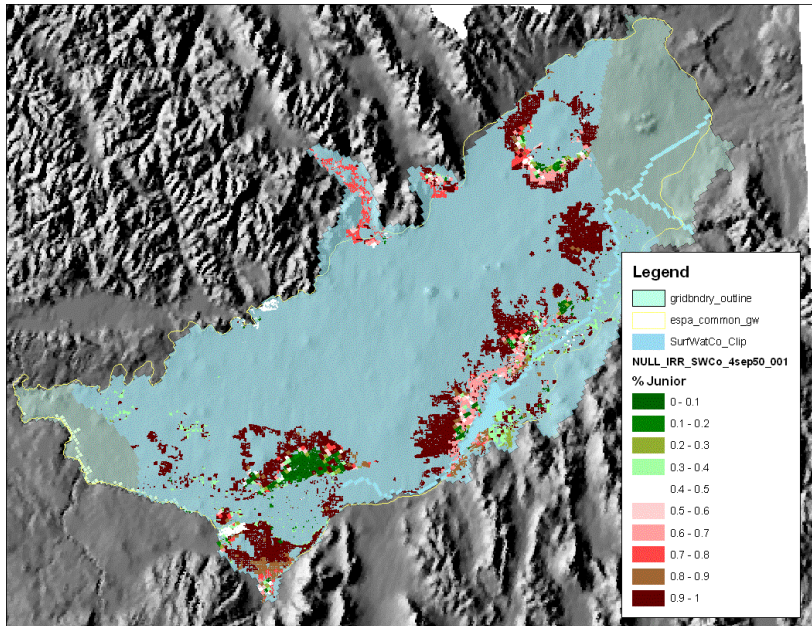 Legend
gridbndry_outline
espa_common_gw
SurfWatCo_Clip
NULL_IRR_SWCo_4sep50_001
% Junior
0 - 0.1
0.1 - 0.2
0.2 - 0.3
0.3 - 0.4
0.4 - 0.5
0.5 - 0.6
0.6 - 0.7
0.7 - 0.8
0.8 - 0.9
0.9 - 1